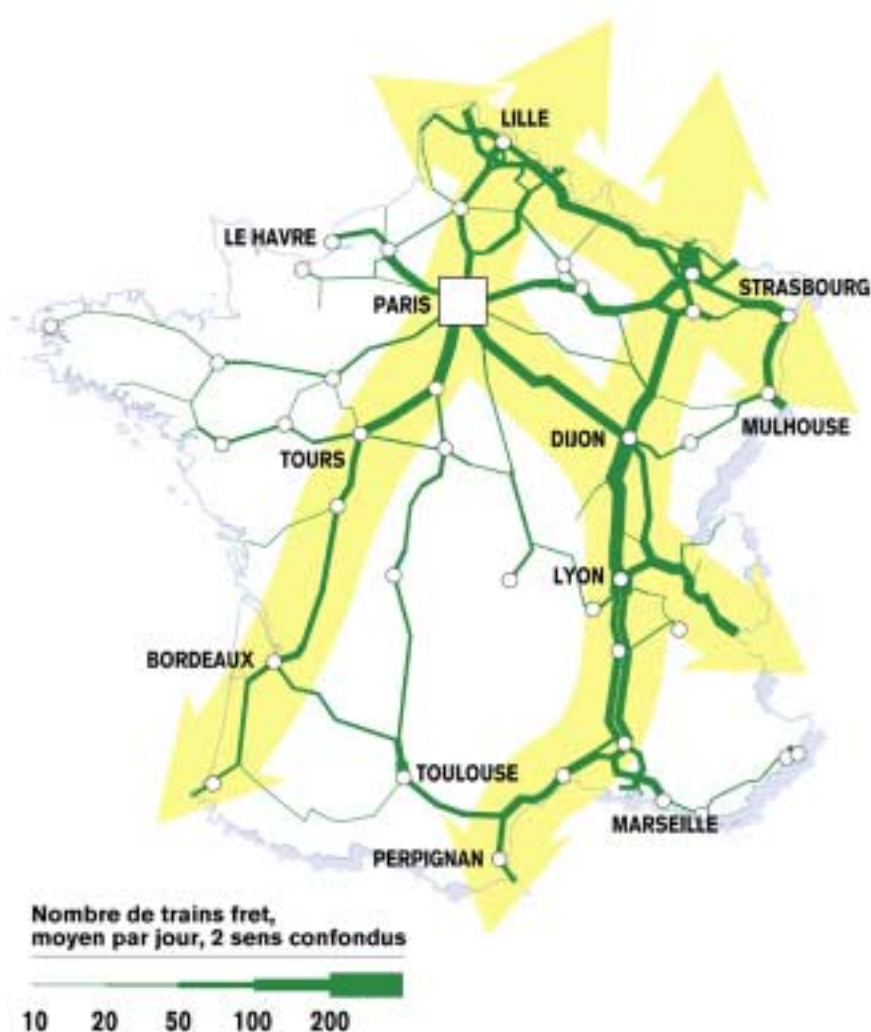 LILLE
LE HAVRE
PARIS
STRASBOURG
MULHOUSE
DIJON
TOURS
LYON
BORDEAUX
TOULOUSE
MARSEILLE
PERPIGNAN
Nombre de trains fret,
moyen par jour, 2 sens confondus
10 20 50 100 200